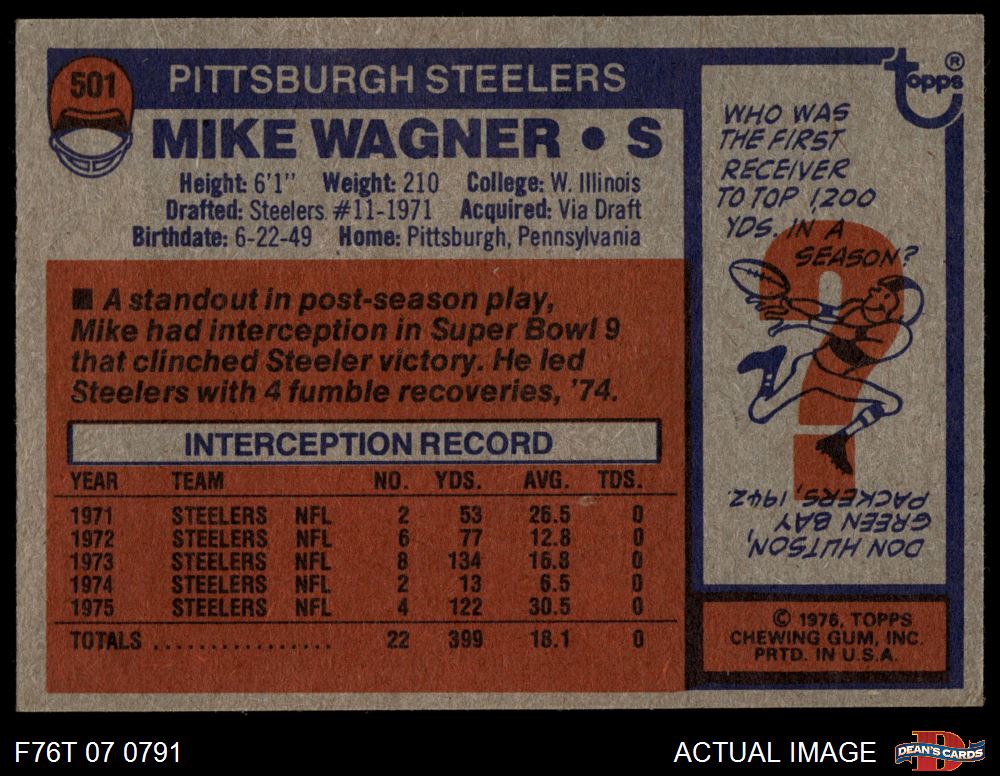 501
PITTSBURGH STEELERS
MIKE WAGNER • S
Height: 6'1" Weight: 210 College: W. Illinois
Drafted: Steelers #11-1971 Acquired: Via Draft
Birthdate: 6-22-49 Home: Pittsburgh, Pennsylvania
■ A standout in post-season play,
Mike had interception in Super Bowl 9
that clinched Steeler victory. He led
Steelers with 4 fumble recoveries, '74.
INTERCEPTION RECORD
YEAR TEAM NO. YDS. AVG. TDS.
1971 STEELERS NFL 2 53 26.5 0
1972 STEELERS NFL 6 77 12.8 0
1973 STEELERS NFL 8 134 16.8 0
1974 STEELERS NFL 2 13 6.5 0
1975 STEELERS NFL 4 122 30.5 0
TOTALS ................ 22 399 18.1 0
Topps ®
WHO WAS
THE FIRST
RECEIVER
TO TOP 1,200
YDS. IN A
SEASON?
DON HUTSON,
GREEN BAY
PACKERS, 1942.
© 1976, TOPPS
CHEWING GUM, INC.
PRTD. IN U.S.A.
F76T 07 0791
ACTUAL IMAGE
D
DEAN'S CARDS